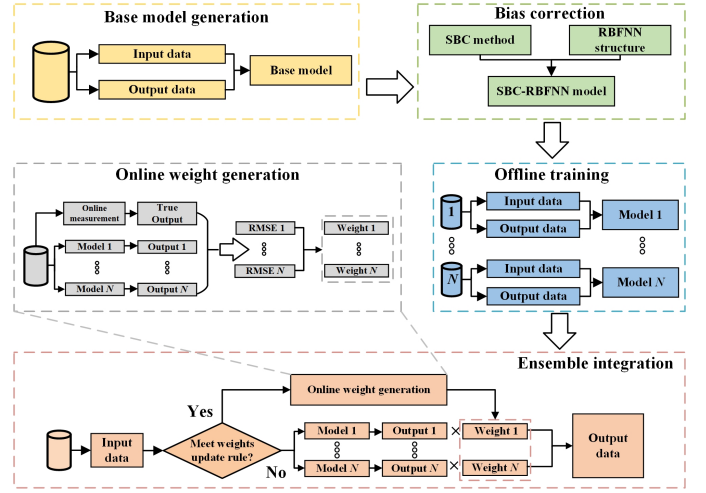 Base model generation
Input data
Output data
Base model
Bias correction
SBC
method
RBFNN
structure
SBC-RBFNN model
Online weight generation
Online
measurement
True
Output
Model 1
Output 1
Model N
Output N
RMSE 1
RMSE N
Weight 1
Weight N
Offline training
1
Input data
Output data
Model 1
N
Input data
Output data
Model N
Ensemble integration
Online weight generation
Yes
Input
data
Meet weights
update rule?
No
Model 1
Output 1
×
Weight 1
Model N
Output N
×
Weight N
Output
data